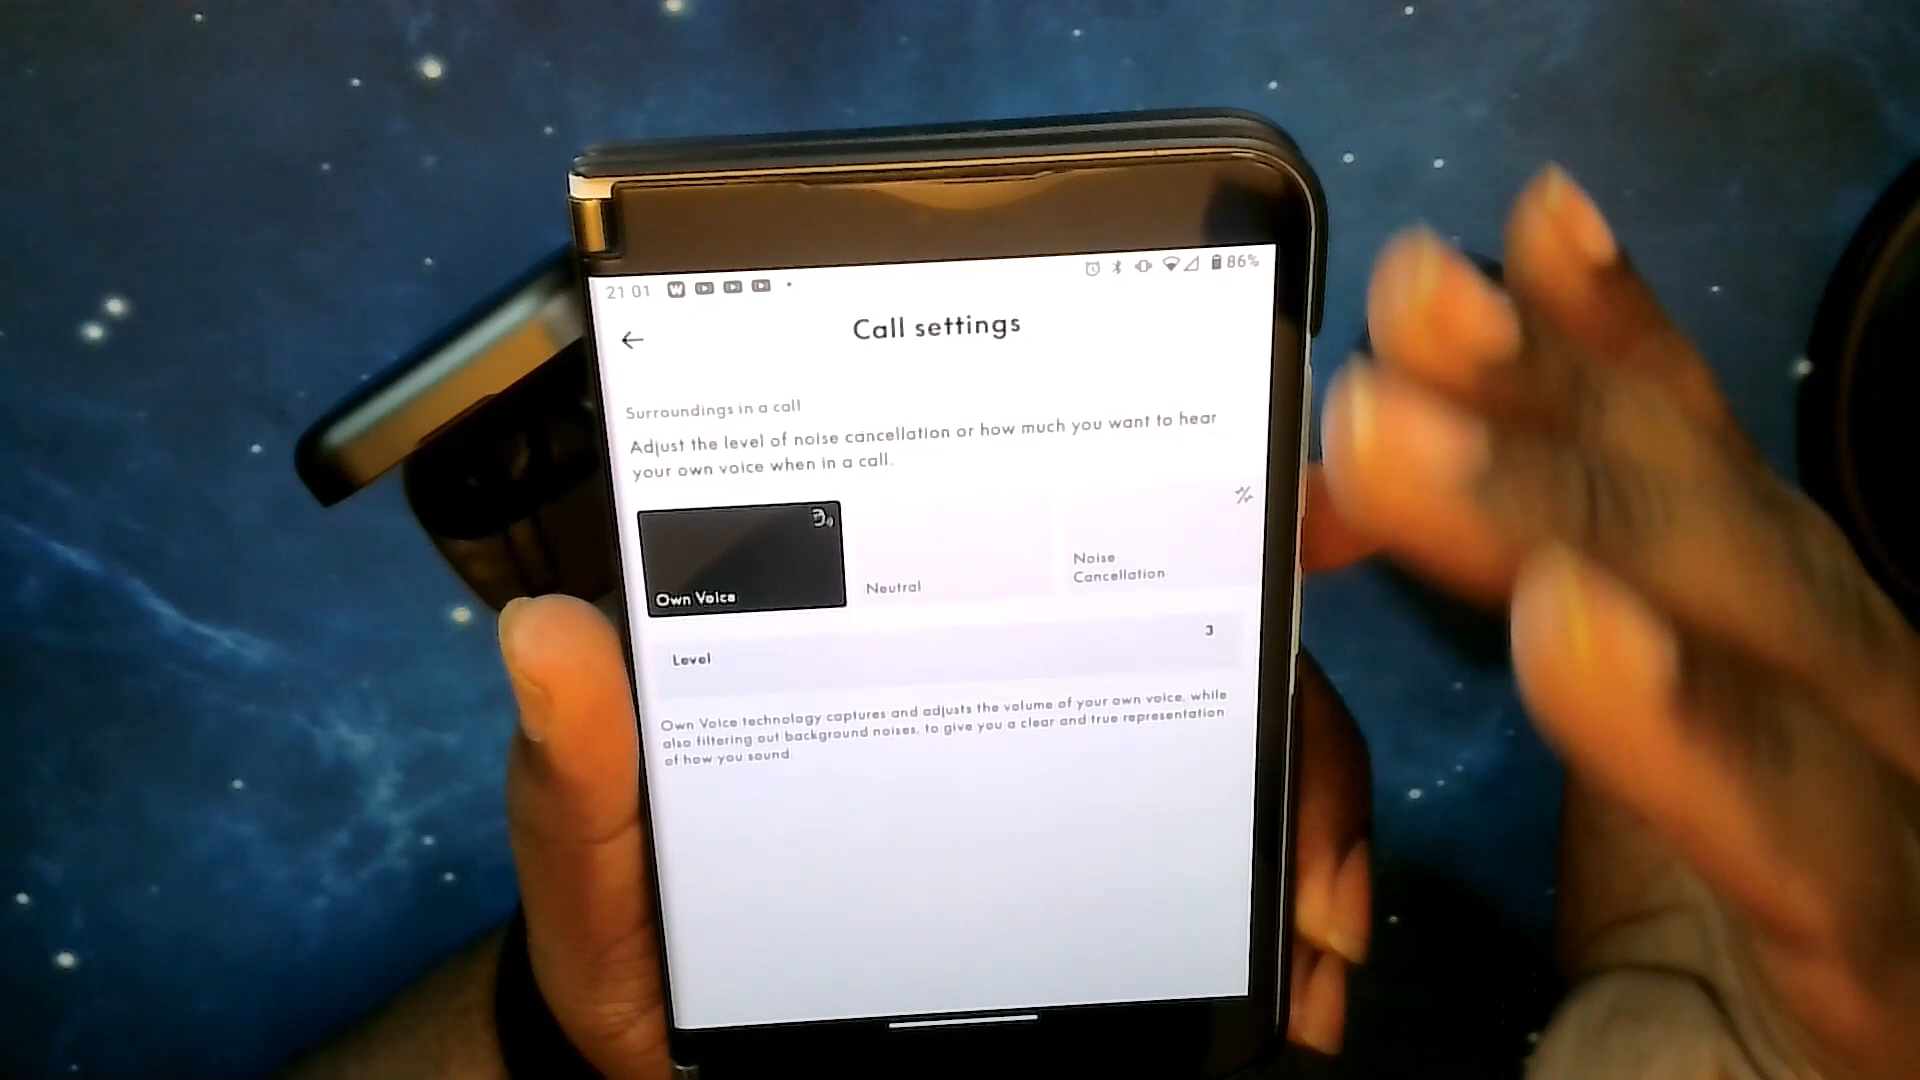 21 01
W
86%
Call settings
Surroundings in a call
Adjust the level of noise cancellation or how much you want to hear
your own voice when in a call.
Own Voice
Neutral
Noise
Cancellation
Level
3
Own Voice technology captures and adjusts the volume of your own voice, while
also filtering out background noises, to give you a clear and true representation
of how you sound.